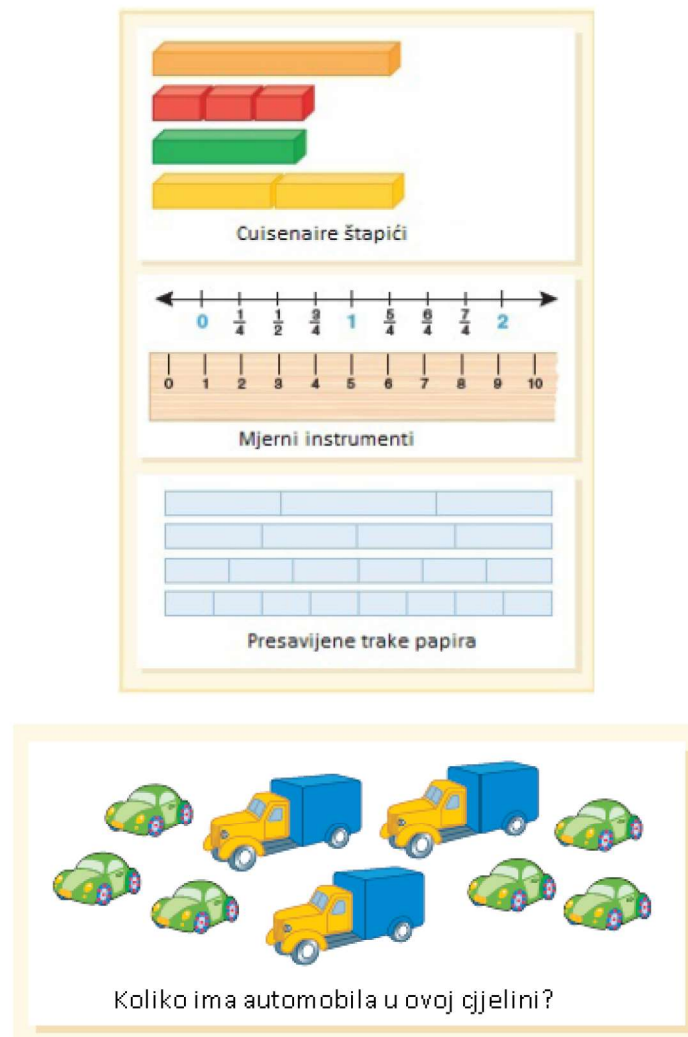 Cuisenaire štapići
0 1/4 1/2 3/4 1 5/4 6/4 7/4 2
0 1 2 3 4 5 6 7 8 9 10
Mjerni instrumenti
Presavijene trake papira
Koliko ima automobila u ovoj cjjelini?